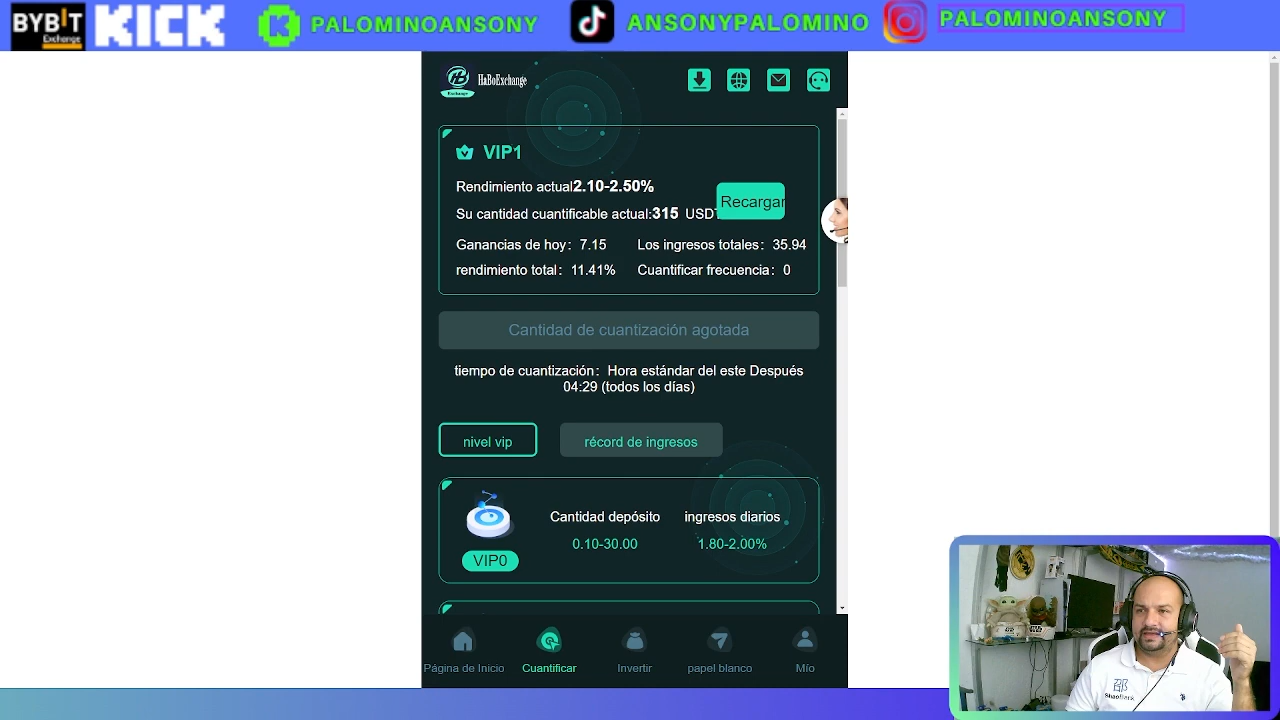 BYBIT
Exchange
KICK
PALOMINOANSONY
ANSONYPALOMINO
PALOMINOANSONY
HaBoExchange
Exchange
VIP1
Rendimiento actual2.10-2.50%
Recargar
Su cantidad cuantificable actual:315 USDT
Ganancias de hoy: 7.15 Los ingresos totales: 35.94
rendimiento total: 11.41% Cuantificar frecuencia: 0
Cantidad de cuantización agotada
tiempo de cuantización: Hora estándar del este Después
04:29 (todos los días)
nivel vip récord de ingresos
Cantidad depósito ingresos diarios
0.10-30.00 1.80-2.00%
VIP0
Página de Inicio Cuantificar Invertir papel blanco Mío